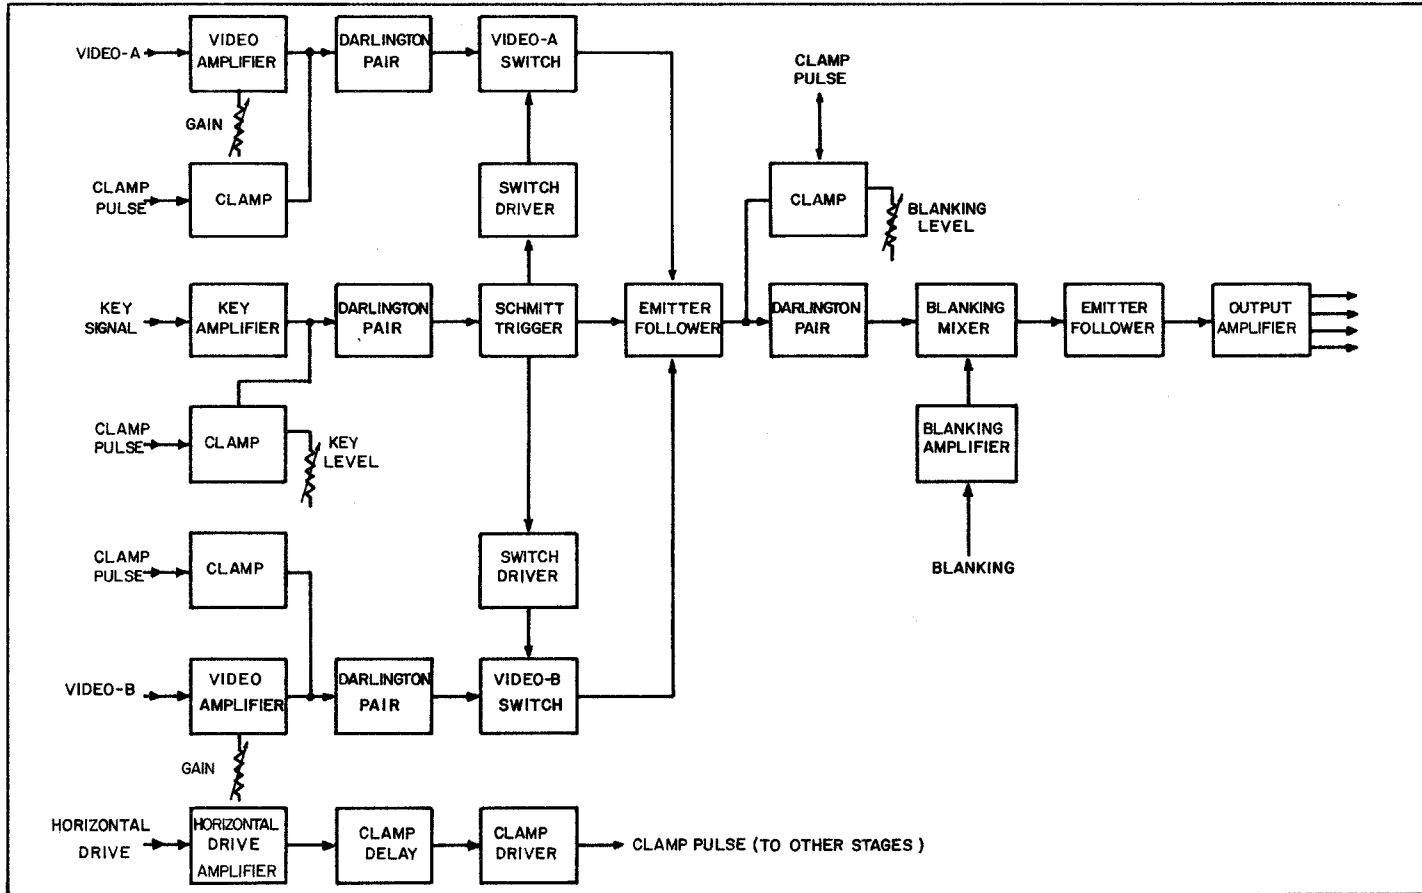 VIDEO-A
VIDEO
AMPLIFIER
DARLINGTON
PAIR
VIDEO-A
SWITCH
GAIN
CLAMP
PULSE
CLAMP
SWITCH
DRIVER
CLAMP
PULSE
CLAMP
BLANKING
LEVEL
KEY
SIGNAL
KEY
AMPLIFIER
DARLINGTON
PAIR
SCHMITT
TRIGGER
EMITTER
FOLLOWER
DARLINGTON
PAIR
BLANKING
MIXER
EMITTER
FOLLOWER
OUTPUT
AMPLIFIER
CLAMP
PULSE
CLAMP
KEY
LEVEL
BLANKING
AMPLIFIER
BLANKING
CLAMP
PULSE
CLAMP
SWITCH
DRIVER
VIDEO-B
VIDEO
AMPLIFIER
DARLINGTON
PAIR
VIDEO-B
SWITCH
GAIN
HORIZONTAL
DRIVE
HORIZONTAL
DRIVE
AMPLIFIER
CLAMP
DELAY
CLAMP
DRIVER
CLAMP PULSE (TO OTHER STAGES)